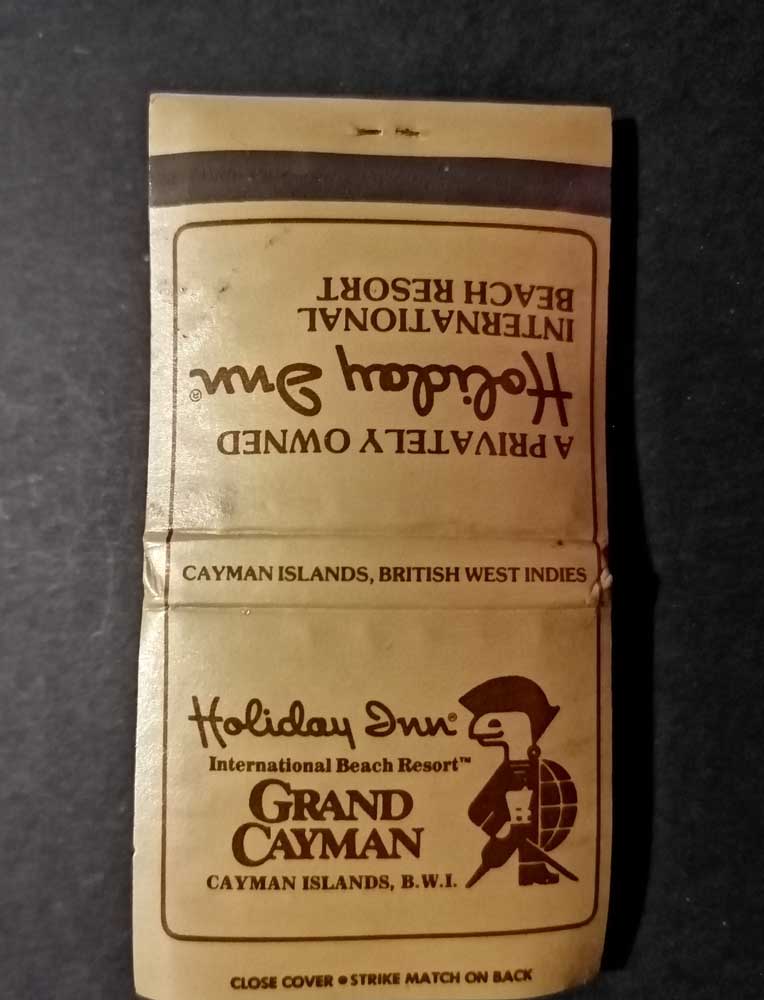 A PRIVATELY OWNED
Holiday Inn®
INTERNATIONAL
BEACH RESORT
CAYMAN ISLANDS, BRITISH WEST INDIES
Holiday Inn®
International Beach Resort™
GRAND
CAYMAN
CAYMAN ISLANDS, B.W.I.
CLOSE COVER ● STRIKE MATCH ON BACK